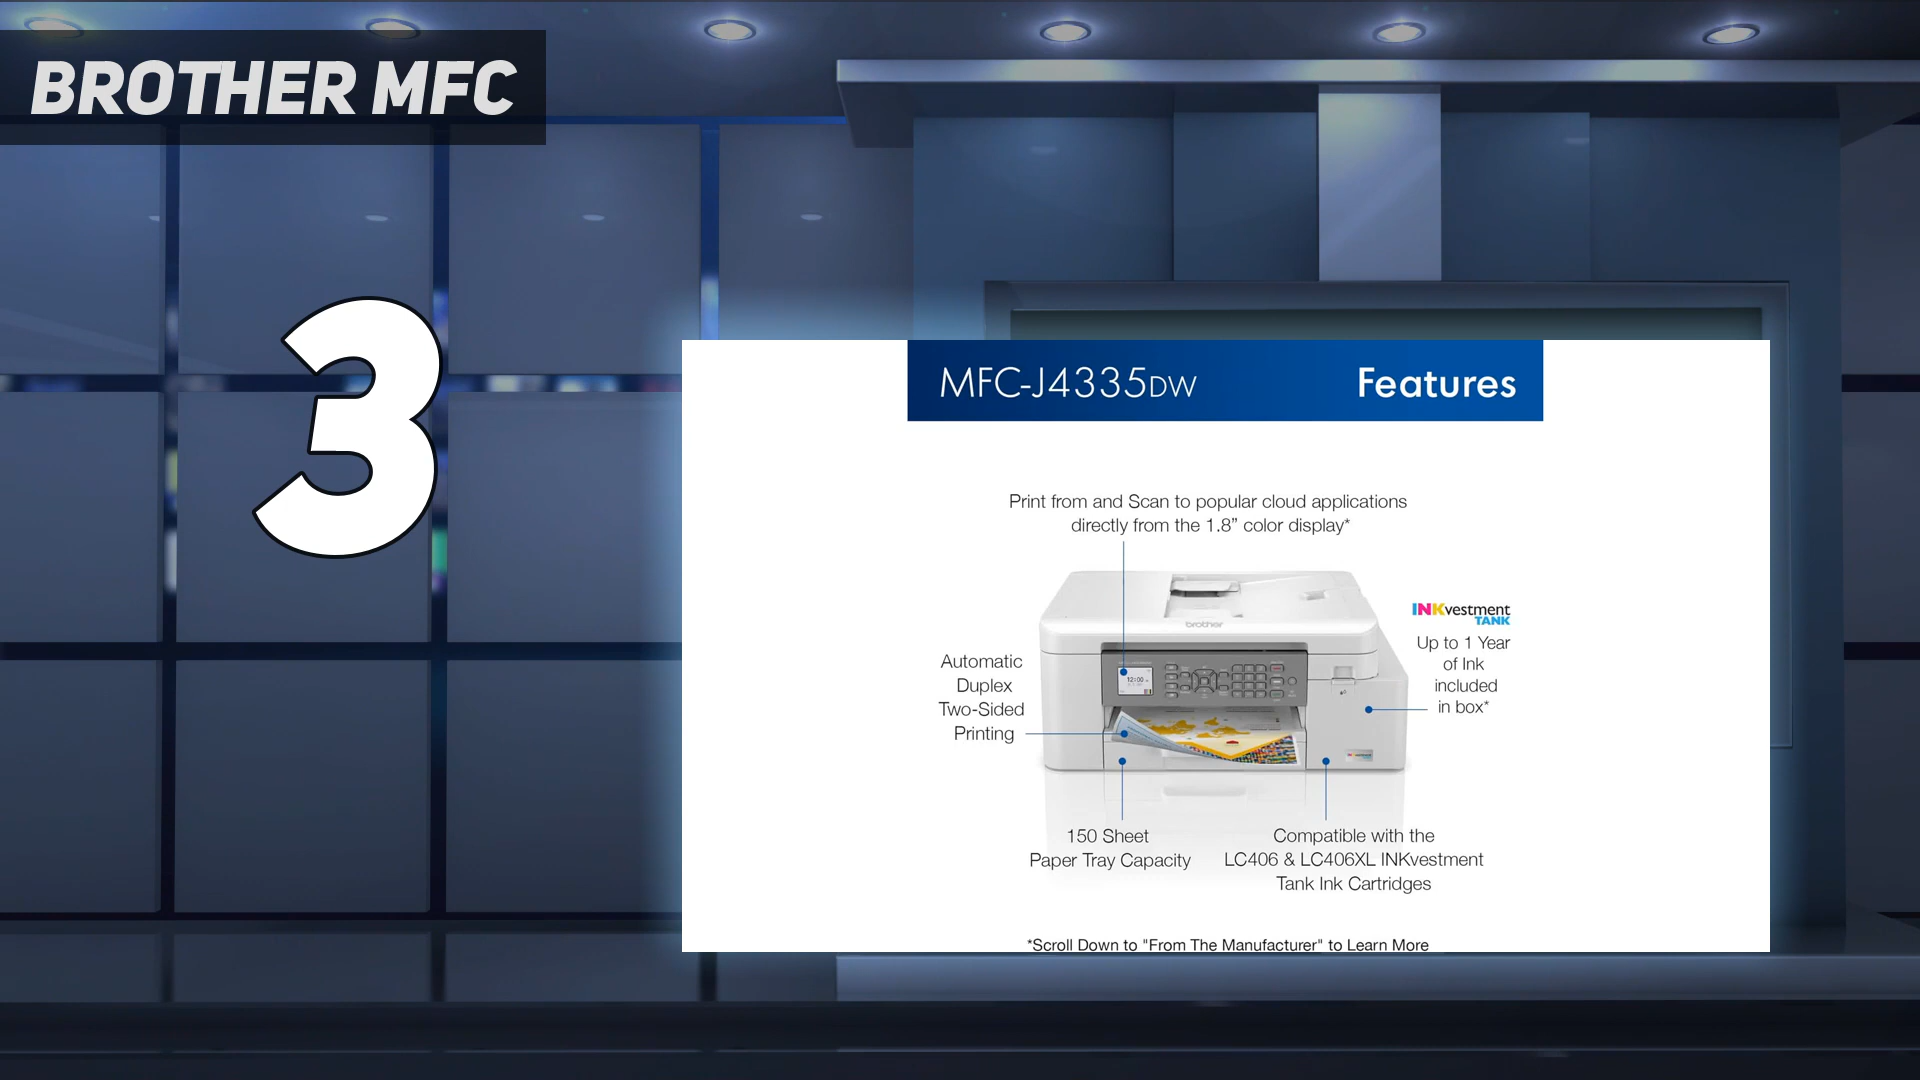 BROTHER MFC
3
MFC-J4335DW Features
Print from and Scan to popular cloud applications
directly from the 1.8” color display*
brother
INKvestment
TANK
Up to 1 Year
of Ink
included
in box*
Automatic
Duplex
Two-Sided
Printing
12:00
150 Sheet
Paper Tray Capacity
Compatible with the
LC406 & LC406XL INKvestment
Tank Ink Cartridges
*Scroll Down to "From The Manufacturer" to Learn More